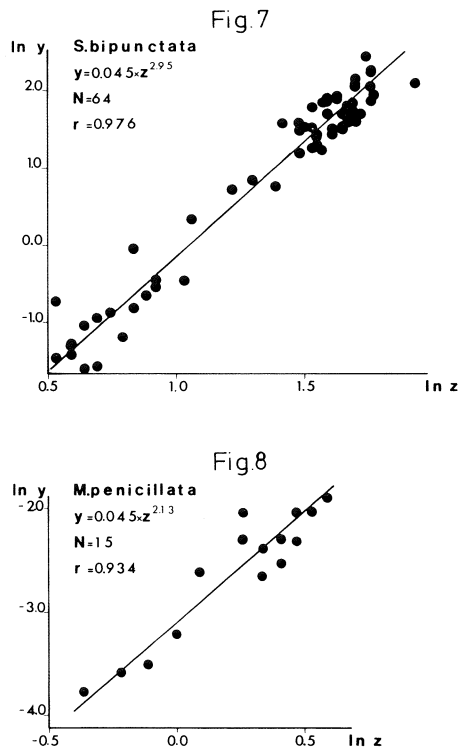 Fig.7
ln y S.bipunctata
y=0.045×z^2.95
N=64
r =0.976
2.0
1.0
0.0
-1.0
0.5 1.0 1.5 ln z
Fig.8
ln y M.penicillata
y=0.045×z^2.13
N=15
r =0.934
-2.0
-3.0
-4.0
-0.5 0.0 0.5 ln z